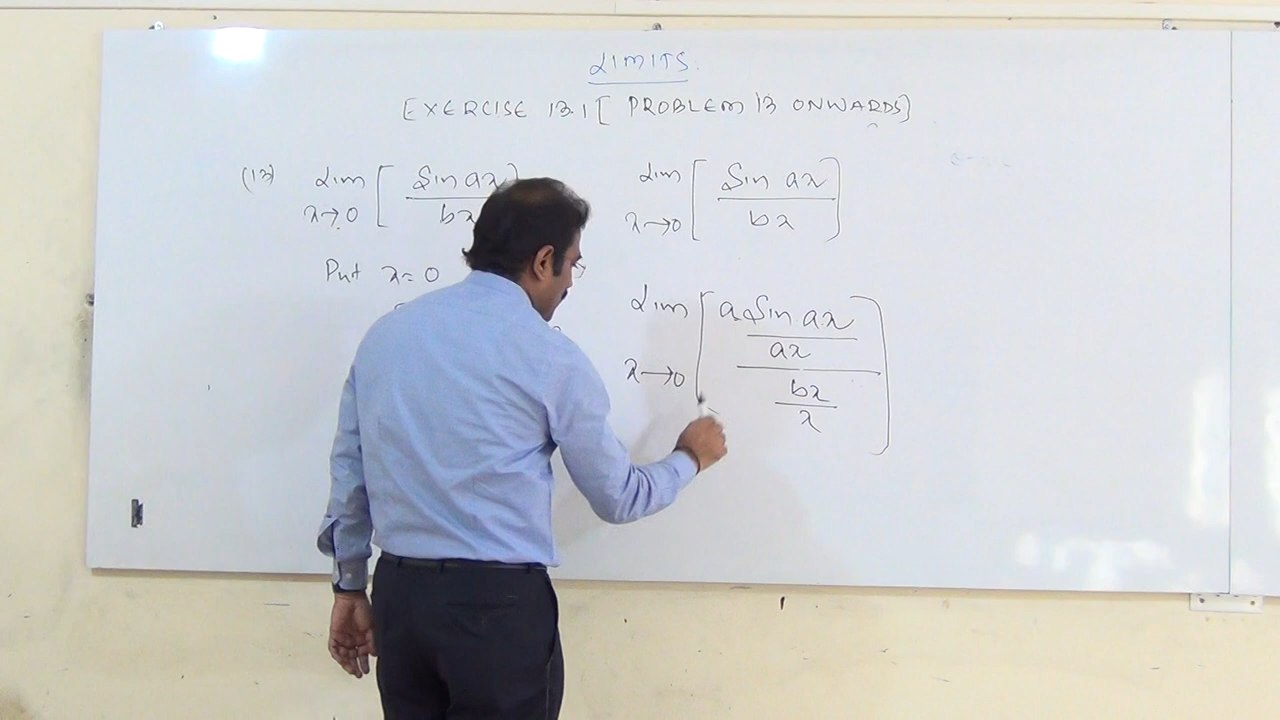 LIMITS
EXERCISE 13.1 [ PROBLEM 13 ONWARDS]
(13) Lim x→0 [ Sin ax / bx
Put x = 0
Lim x→0 [ Sin ax / bx ]
Lim x→0 [ a.Sin ax / ax / bx / x ]